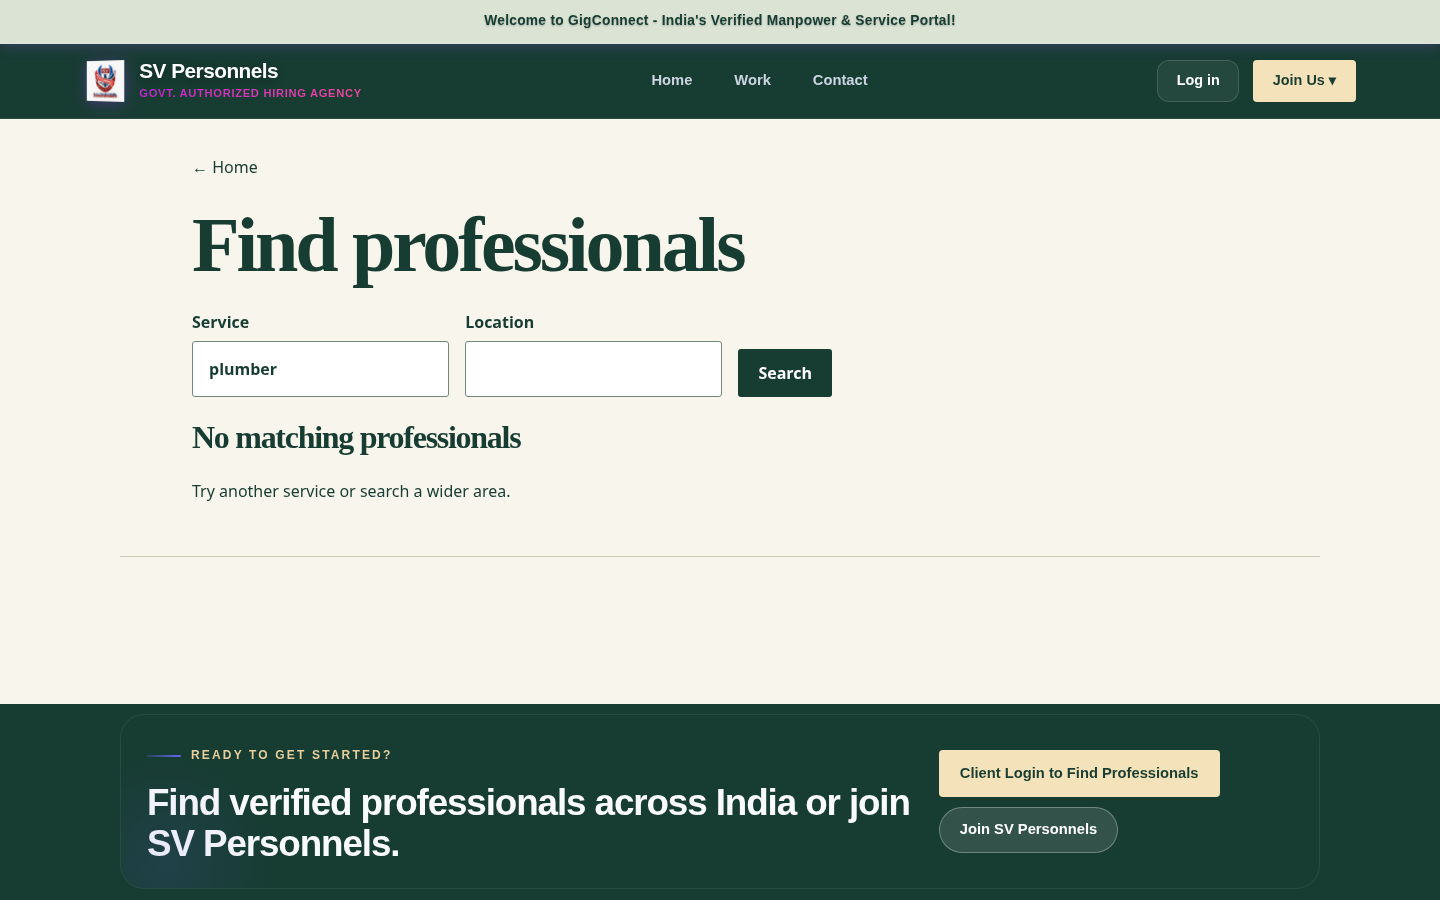 Welcome to GigConnect - India's Verified Manpower & Service Portal!
SV Personnels
GOVT. AUTHORIZED HIRING AGENCY
Home
Work
Contact
Log in
Join Us ▾
← Home
Find professionals
Service
Location
plumber
Search
No matching professionals
Try another service or search a wider area.
READY TO GET STARTED?
Find verified professionals across India or join
SV Personnels.
Client Login to Find Professionals
Join SV Personnels